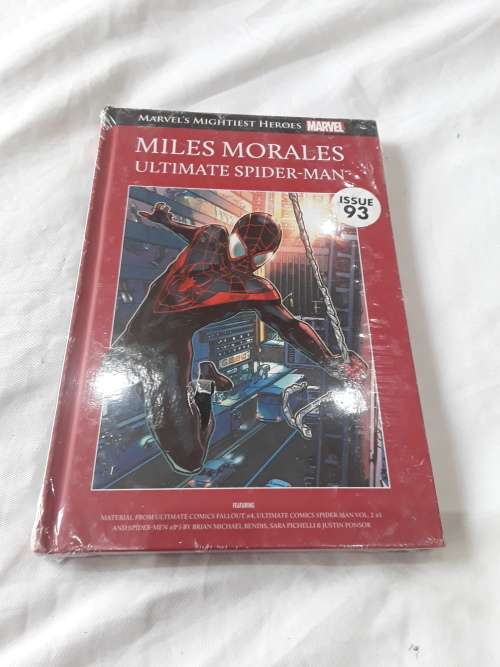 MARVEL'S MIGHTIEST HEROES MARVEL
MILES MORALES
ULTIMATE SPIDER-MAN
ISSUE
93
FEATURING
MATERIAL FROM ULTIMATE COMICS FALLOUT #4, ULTIMATE COMICS SPIDER-MAN VOL. 2 #1
AND SPIDER-MEN #1-5 BY BRIAN MICHAEL BENDIS, SARA PICHELLI & JUSTIN PONSOR